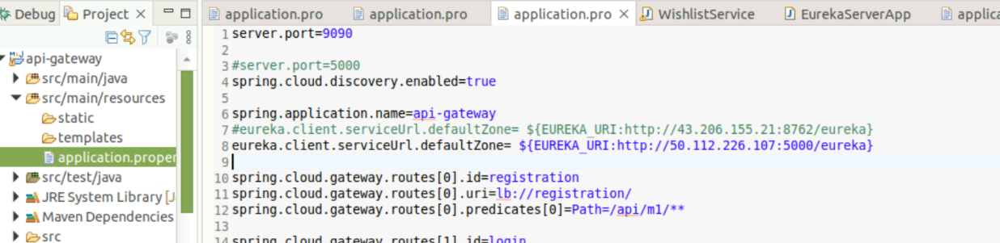 Debug
Project
application.pro
application.pro
application.pro
WishlistService
EurekaServerApp
applica
api-gateway
src/main/java
src/main/resources
static
templates
application.proper
src/test/java
JRE System Library [J
Maven Dependencies
src
1 server.port=9090
2
3 #server.port=5000
4 spring.cloud.discovery.enabled=true
5
6 spring.application.name=api-gateway
7 #eureka.client.serviceUrl.defaultZone= ${EUREKA_URI:http://43.206.155.21:8762/eureka}
8 eureka.client.serviceUrl.defaultZone= ${EUREKA_URI:http://50.112.226.107:5000/eureka}
9
10 spring.cloud.gateway.routes[0].id=registration
11 spring.cloud.gateway.routes[0].uri=lb://registration/
12 spring.cloud.gateway.routes[0].predicates[0]=Path=/api/m1/**
13
14 spring.cloud.gateway.routes[1].id=login